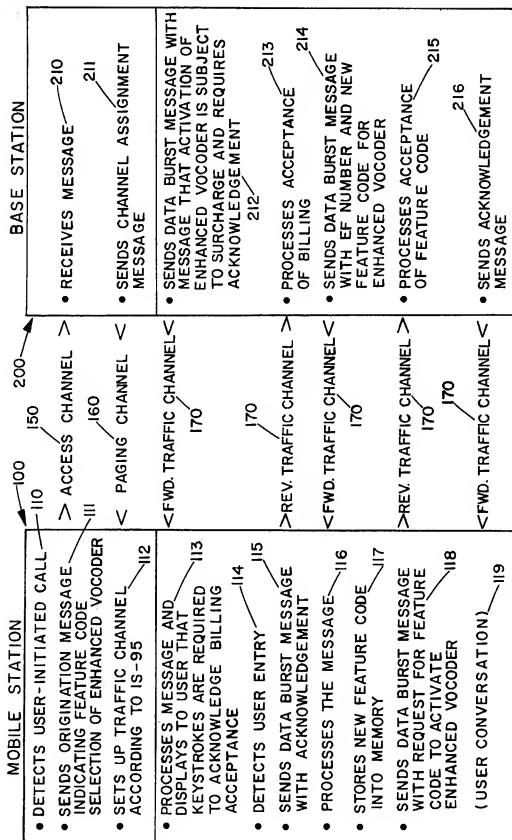 MOBILE STATION
100
• DETECTS USER-INITIATED CALL
110
• SENDS ORIGINATION MESSAGE
INDICATING FEATURE CODE
SELECTION OF ENHANCED VOCODER
111
• SETS UP TRAFFIC CHANNEL
ACCORDING TO IS-95
112
• PROCESSES MESSAGE AND
DISPLAYS TO USER THAT
KEYSTROKES ARE REQUIRED
TO ACKNOWLEDGE BILLING
ACCEPTANCE
113
• DETECTS USER ENTRY
114
• SENDS DATA BURST MESSAGE
WITH ACKNOWLEDGEMENT
115
• PROCESSES THE MESSAGE
116
• STORES NEW FEATURE CODE
INTO MEMORY
117
• SENDS DATA BURST MESSAGE
WITH REQUEST FOR FEATURE
CODE TO ACTIVATE
ENHANCED VOCODER
118
(USER CONVERSATION)
119
> ACCESS CHANNEL >
150
< PAGING CHANNEL <
160
<FWD. TRAFFIC CHANNEL<
170
>REV. TRAFFIC CHANNEL>
170
<FWD. TRAFFIC CHANNEL<
170
>REV. TRAFFIC CHANNEL>
170
<FWD. TRAFFIC CHANNEL<
170
BASE STATION
200
• RECEIVES MESSAGE
210
• SENDS CHANNEL ASSIGNMENT
MESSAGE
211
• SENDS DATA BURST MESSAGE WITH
MESSAGE THAT ACTIVATION OF
ENHANCED VOCODER IS SUBJECT
TO SURCHARGE AND REQUIRES
ACKNOWLEDGEMENT
212
• PROCESSES ACCEPTANCE
OF BILLING
213
• SENDS DATA BURST MESSAGE
WITH EF NUMBER AND NEW
FEATURE CODE FOR
ENHANCED VOCODER
214
• PROCESSES ACCEPTANCE
OF FEATURE CODE
215
• SENDS ACKNOWLEDGEMENT
MESSAGE
216